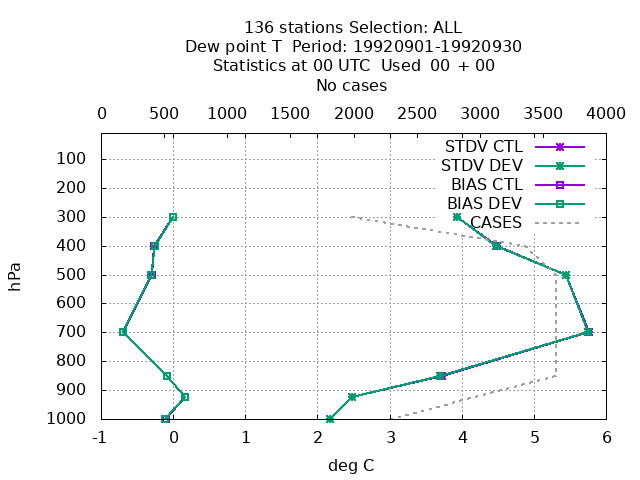 136 stations Selection: ALL
Dew point T  Period: 19920901-19920930
Statistics at 00 UTC  Used  00 + 00
No cases
0 500 1000 1500 2000 2500 3000 3500 4000
STDV CTL
STDV DEV
BIAS CTL
BIAS DEV
CASES
hPa
100
200
300
400
500
600
700
800
900
1000
-1 0 1 2 3 4 5 6
deg C